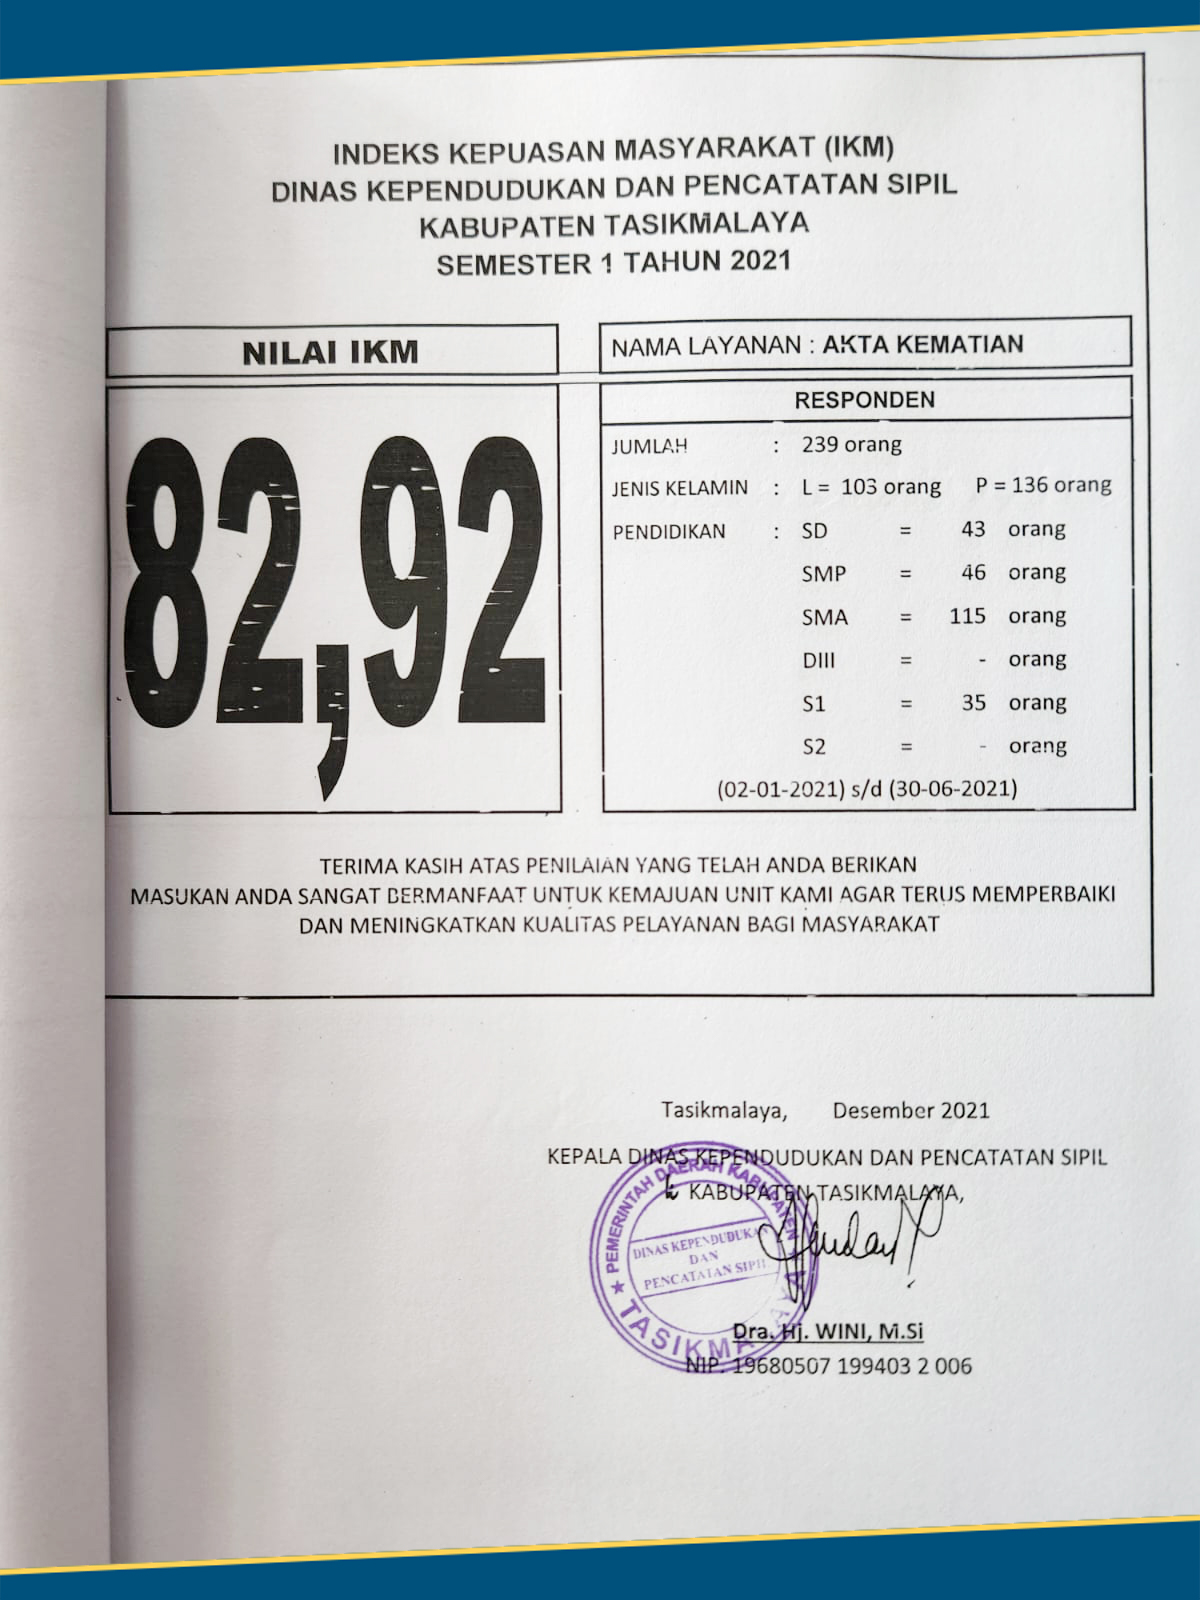 INDEKS KEPUASAN MASYARAKAT (IKM)
DINAS KEPENDUDUKAN DAN PENCATATAN SIPIL
KABUPATEN TASIKMALAYA
SEMESTER 1 TAHUN 2021
NILAI IKM
82,92
NAMA LAYANAN : AKTA KEMATIAN
RESPONDEN
JUMLAH : 239 orang
JENIS KELAMIN : L = 103 orang P = 136 orang
PENDIDIKAN : SD = 43 orang
SMP = 46 orang
SMA = 115 orang
DIII = - orang
S1 = 35 orang
S2 = - orang
(02-01-2021) s/d (30-06-2021)
TERIMA KASIH ATAS PENILAIAN YANG TELAH ANDA BERIKAN
MASUKAN ANDA SANGAT BERMANFAAT UNTUK KEMAJUAN UNIT KAMI AGAR TERUS MEMPERBAIKI
DAN MENINGKATKAN KUALITAS PELAYANAN BAGI MASYARAKAT
Tasikmalaya, Desember 2021
KEPALA DINAS KEPENDUDUKAN DAN PENCATATAN SIPIL
KABUPATEN TASIKMALAYA,
PEMERINTAH DAERAH KABUPATEN
DINAS KEPENDUDUKAN
DAN
PENCATATAN SIPIL
TASIKMALAYA
Dra. Hj. WINI, M.Si
NIP. 19680507 199403 2 006